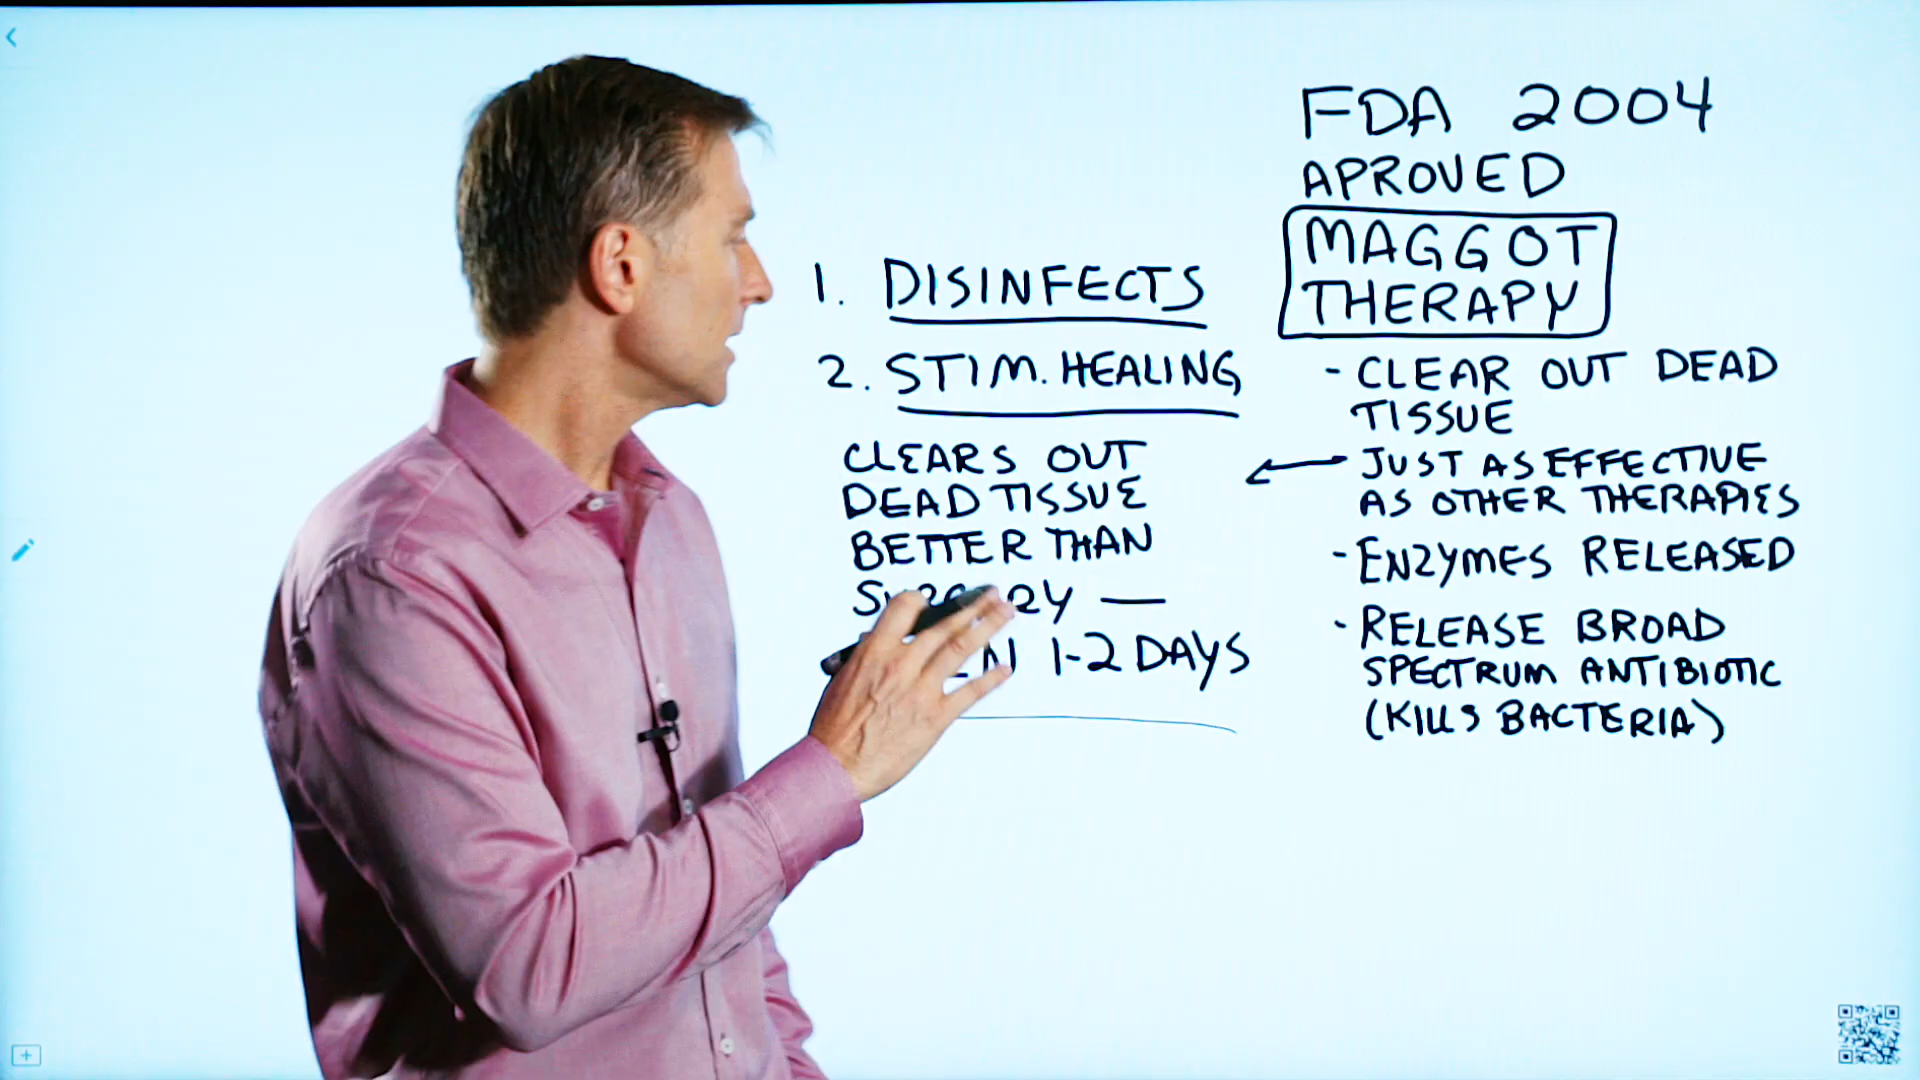 FDA 2004
APROVED
MAGGOT
THERAPY
- CLEAR OUT DEAD
TISSUE
JUST AS EFFECTIVE
AS OTHER THERAPIES
- ENZYMES RELEASED
- RELEASE BROAD
SPECTRUM ANTIBIOTIC
(KILLS BACTERIA)
1. DISINFECTS
2. STIM. HEALING
CLEARS OUT
DEAD TISSUE
BETTER THAN
1-2 DAYS